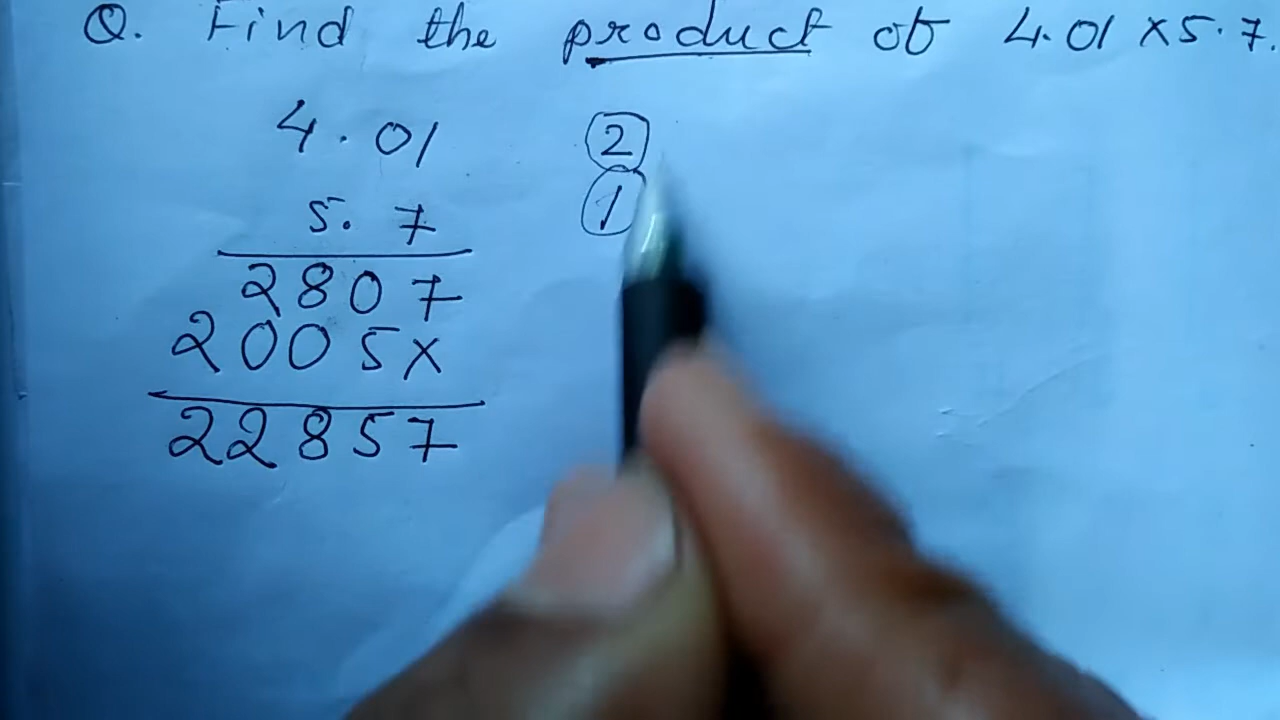 Q. Find the product of 4.01 x 5.7.
4.01 2
5.7 1
2807
2005x
22857